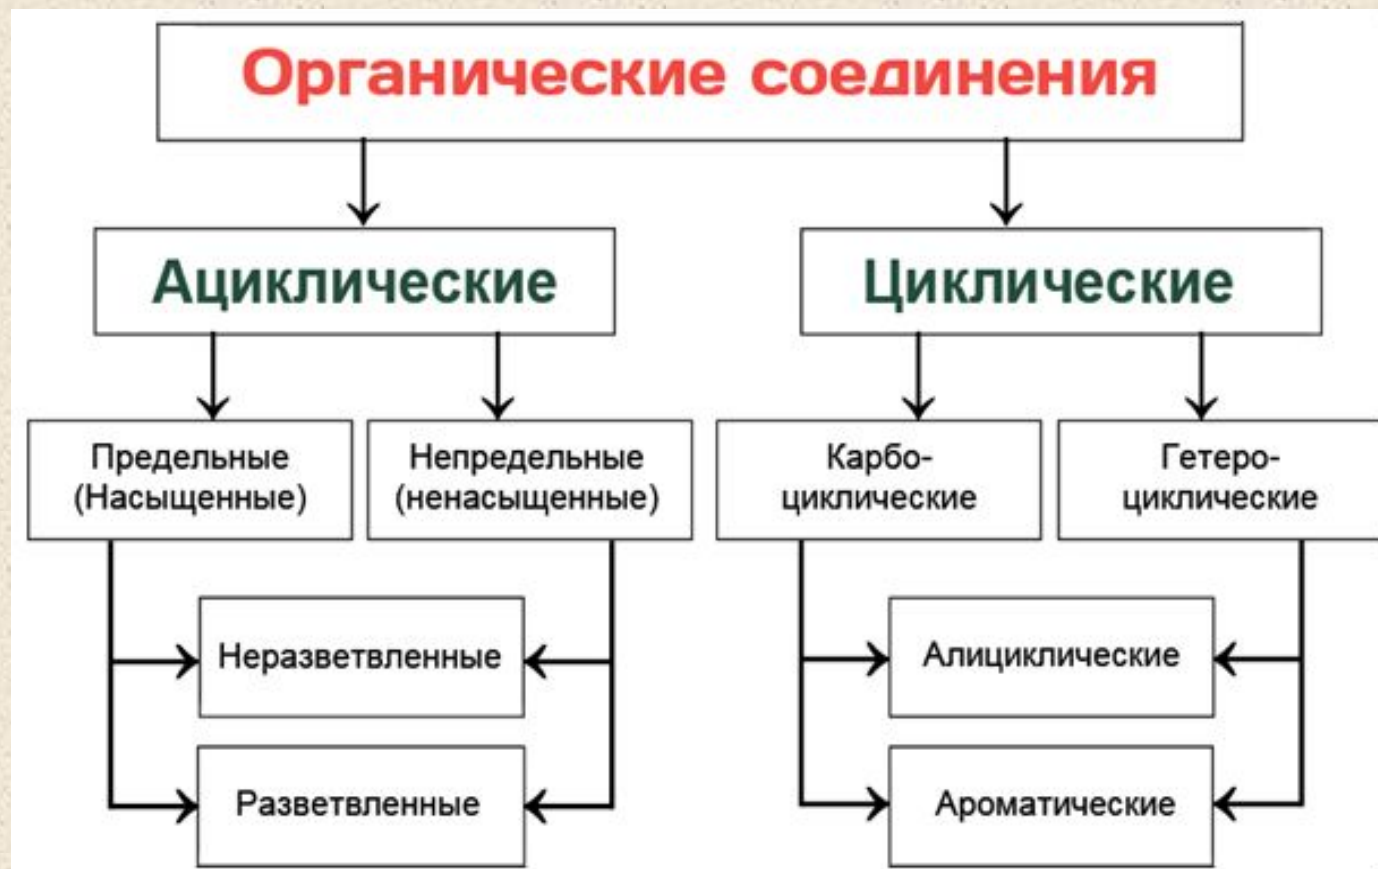 Органические соединения
Ациклические
Циклические
Предельные
(Насыщенные)
Непредельные
(ненасыщенные)
Карбо-
циклические
Гетеро-
циклические
Неразветвленные
Алициклические
Разветвленные
Ароматические